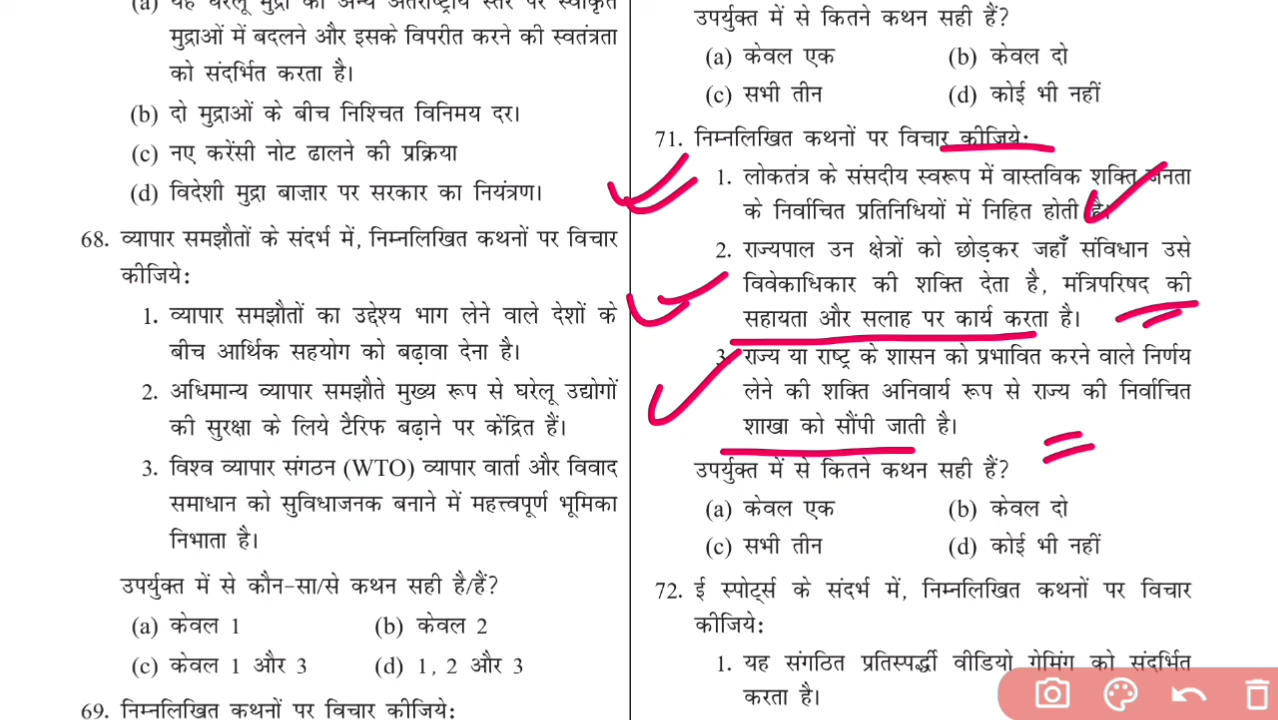 (a) यह घरेलू मुद्रा को अन्य अंतर्राष्ट्रीय स्तर पर स्वीकृत
मुद्राओं में बदलने और इसके विपरीत करने की स्वतंत्रता
को संदर्भित करता है।
(b) दो मुद्राओं के बीच निश्चित विनिमय दर।
(c) नए करेंसी नोट ढालने की प्रक्रिया
(d) विदेशी मुद्रा बाज़ार पर सरकार का नियंत्रण।
68. व्यापार समझौतों के संदर्भ में, निम्नलिखित कथनों पर विचार
कीजिये:
1. व्यापार समझौतों का उद्देश्य भाग लेने वाले देशों के
बीच आर्थिक सहयोग को बढ़ावा देना है।
2. अधिमान्य व्यापार समझौते मुख्य रूप से घरेलू उद्योगों
की सुरक्षा के लिये टैरिफ बढ़ाने पर केंद्रित हैं।
3. विश्व व्यापार संगठन (WTO) व्यापार वार्ता और विवाद
समाधान को सुविधाजनक बनाने में महत्त्वपूर्ण भूमिका
निभाता है।
उपर्युक्त में से कौन-सा/से कथन सही है/हैं?
(a) केवल 1
(b) केवल 2
(c) केवल 1 और 3
(d) 1, 2 और 3
69. निम्नलिखित कथनों पर विचार कीजिये:
उपर्युक्त में से कितने कथन सही हैं?
(a) केवल एक
(b) केवल दो
(c) सभी तीन
(d) कोई भी नहीं
71. निम्नलिखित कथनों पर विचार कीजिये:
1. लोकतंत्र के संसदीय स्वरूप में वास्तविक शक्ति जनता
के निर्वाचित प्रतिनिधियों में निहित होती है।
2. राज्यपाल उन क्षेत्रों को छोड़कर जहाँ संविधान उसे
विवेकाधिकार की शक्ति देता है, मंत्रिपरिषद की
सहायता और सलाह पर कार्य करता है।
3. राज्य या राष्ट्र के शासन को प्रभावित करने वाले निर्णय
लेने की शक्ति अनिवार्य रूप से राज्य की निर्वाचित
शाखा को सौंपी जाती है।
उपर्युक्त में से कितने कथन सही हैं?
(a) केवल एक
(b) केवल दो
(c) सभी तीन
(d) कोई भी नहीं
72. ई स्पोर्ट्स के संदर्भ में, निम्नलिखित कथनों पर विचार
कीजिये:
1. यह संगठित प्रतिस्पर्द्धी वीडियो गेमिंग को संदर्भित
करता है।